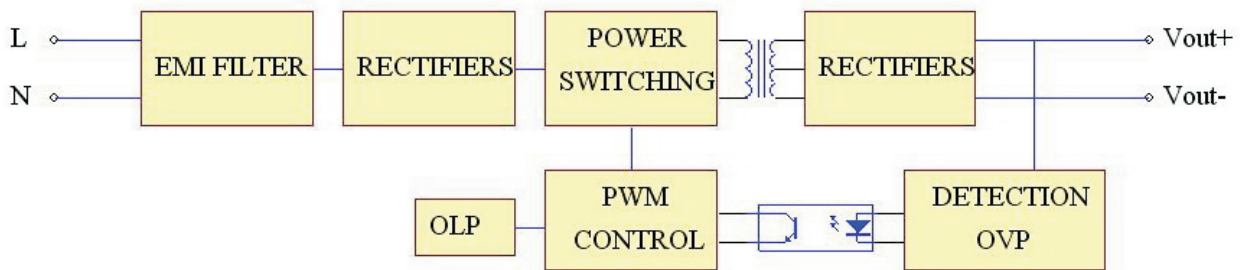 L
N
EMI FILTER
RECTIFIERS
POWER
SWITCHING
RECTIFIERS
Vout+
Vout-
OLP
PWM
CONTROL
DETECTION
OVP